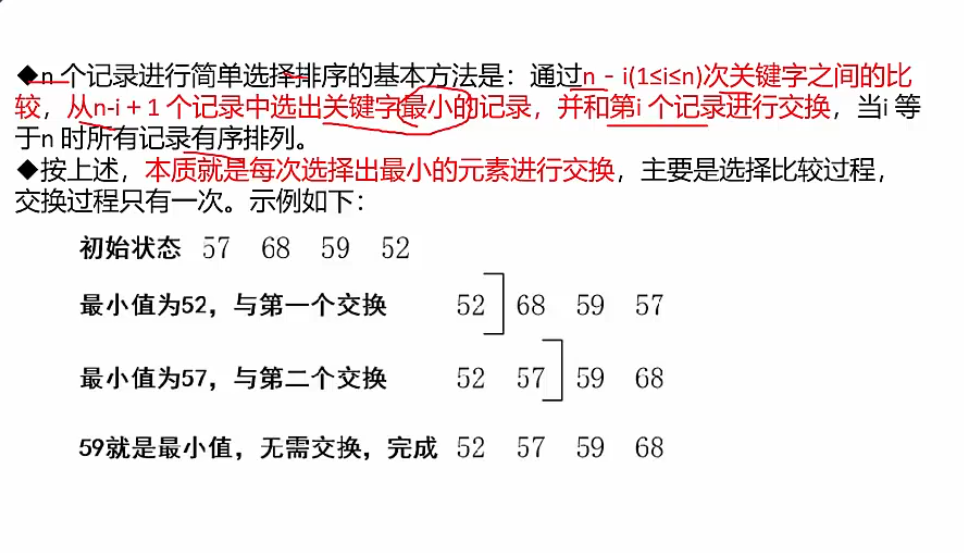 ◆n 个记录进行简单选择排序的基本方法是：通过n - i(1≤i≤n)次关键字之间的比
较，从n-i + 1 个记录中选出关键字最小的记录，并和第i 个记录进行交换，当i 等
于n 时所有记录有序排列。
◆按上述，本质就是每次选择出最小的元素进行交换，主要是选择比较过程，
交换过程只有一次。示例如下：
初始状态 57 68 59 52
最小值为52，与第一个交换 52 68 59 57
最小值为57，与第二个交换 52 57 59 68
59就是最小值，无需交换，完成 52 57 59 68